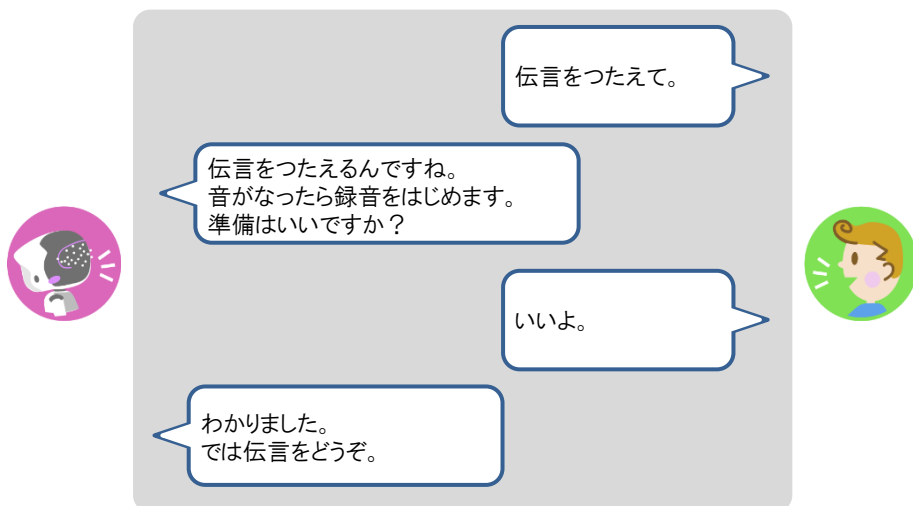 伝言をつたえて。
伝言をつたえるんですね。
音がなったら録音をはじめます。
準備はいいですか？
いいよ。
わかりました。
では伝言をどうぞ。